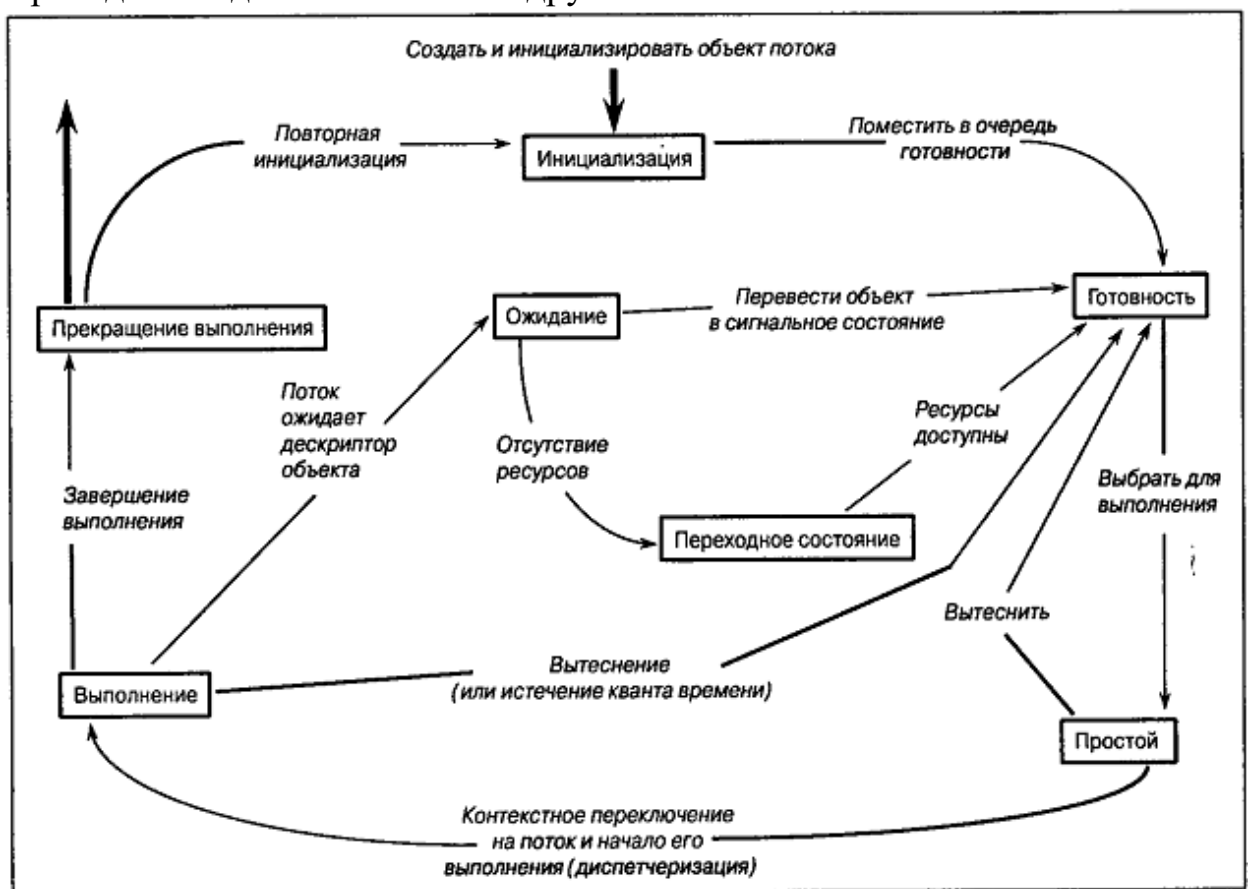 Создать и инициализировать объект потока
Повторная
инициализация
Инициализация
Поместить в очередь
готовности
Прекращение выполнения
Ожидание
Перевести объект
в сигнальное состояние
Готовность
Поток
ожидает
дескриптор
объекта
Отсутствие
ресурсов
Ресурсы
доступны
Завершение
выполнения
Выбрать для
выполнения
Переходное состояние
Вытеснить
Выполнение
Вытеснение
(или истечение кванта времени)
Простой
Контекстное переключение
на поток и начало его
выполнения (диспетчеризация)